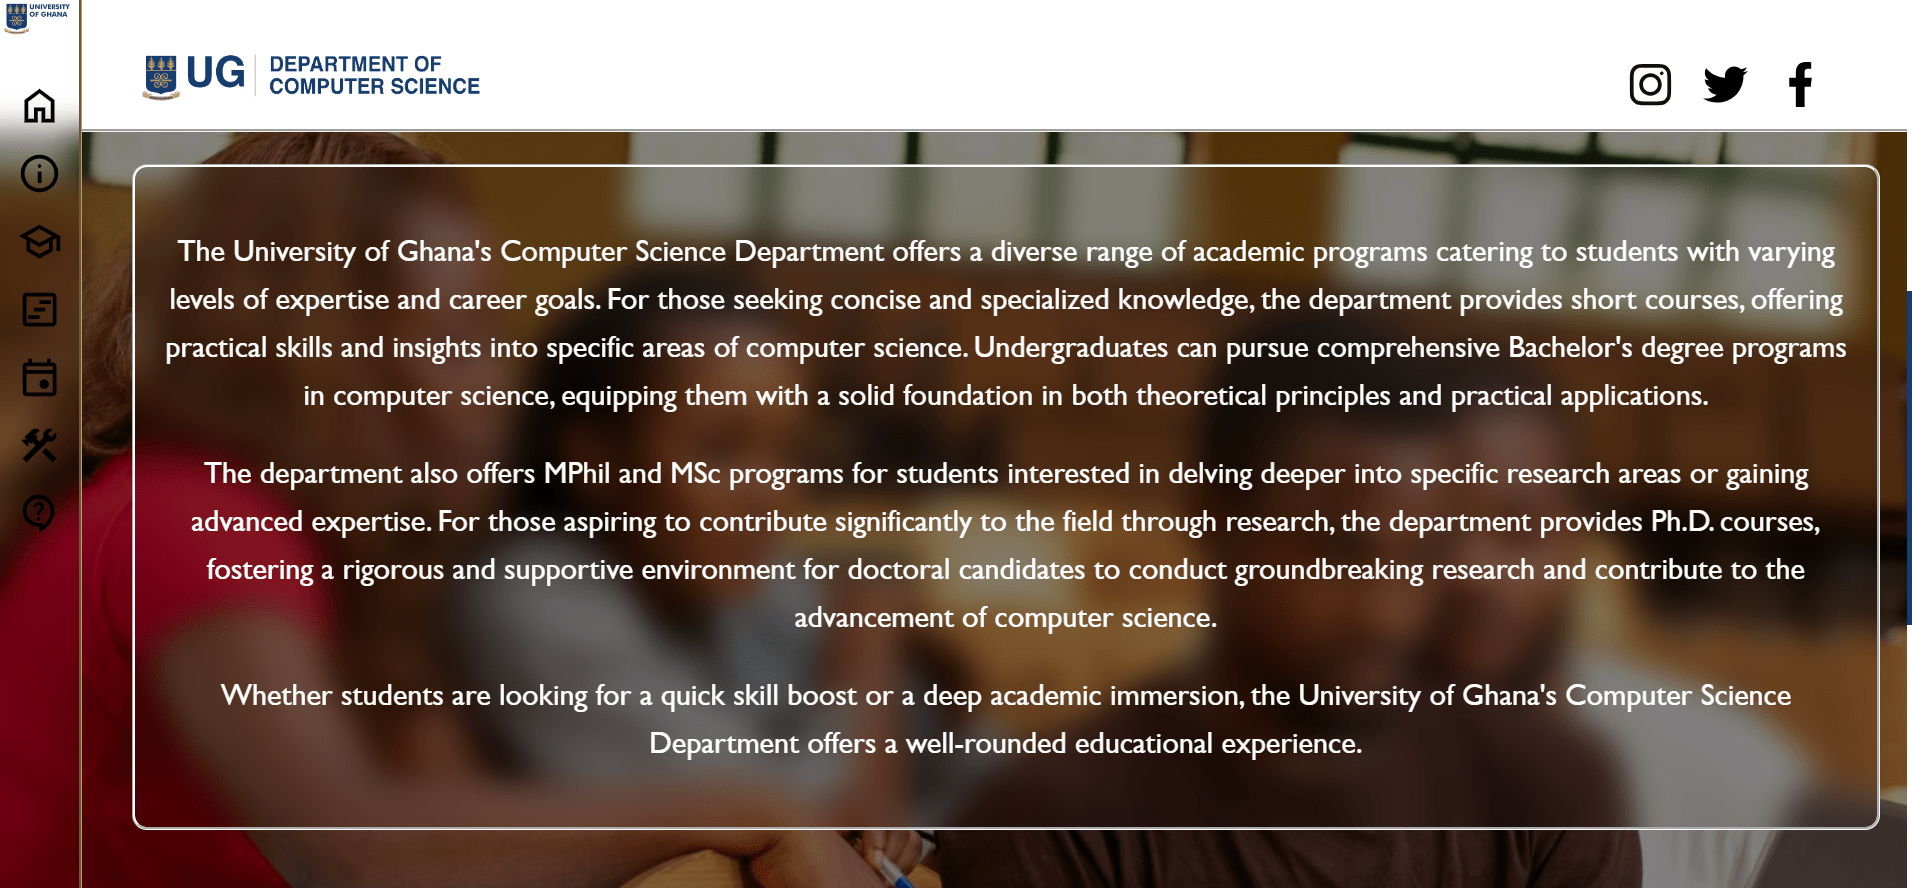 UNIVERSITY
OF GHANA
UG
DEPARTMENT OF
COMPUTER SCIENCE
The University of Ghana's Computer Science Department offers a diverse range of academic programs catering to students with varying
levels of expertise and career goals. For those seeking concise and specialized knowledge, the department provides short courses, offering
practical skills and insights into specific areas of computer science. Undergraduates can pursue comprehensive Bachelor's degree programs
in computer science, equipping them with a solid foundation in both theoretical principles and practical applications.
The department also offers MPhil and MSc programs for students interested in delving deeper into specific research areas or gaining
advanced expertise. For those aspiring to contribute significantly to the field through research, the department provides Ph.D. courses,
fostering a rigorous and supportive environment for doctoral candidates to conduct groundbreaking research and contribute to the
advancement of computer science.
Whether students are looking for a quick skill boost or a deep academic immersion, the University of Ghana's Computer Science
Department offers a well-rounded educational experience.